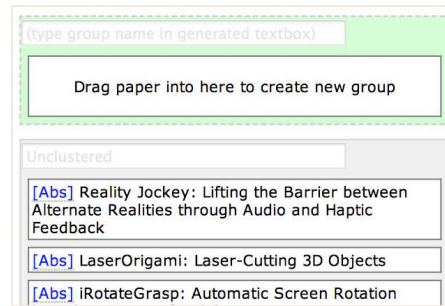 (type group name in generated textbox)
Drag paper into here to create new group
Unclustered
[Abs] Reality Jockey: Lifting the Barrier between
Alternate Realities through Audio and Haptic
Feedback
[Abs] LaserOrigami: Laser-Cutting 3D Objects
[Abs] iRotateGrasp: Automatic Screen Rotation